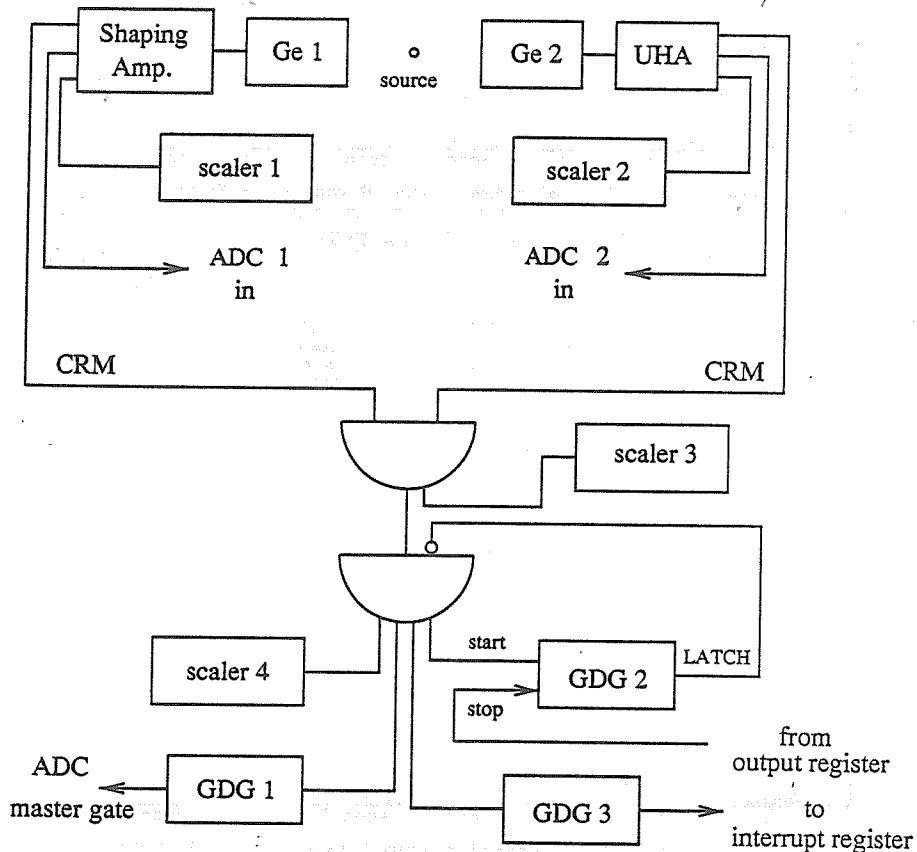 Shaping
Amp.
Ge 1
source
Ge 2
UHA
scaler 1
scaler 2
ADC 1
in
ADC 2
in
CRM
CRM
scaler 3
start
LATCH
scaler 4
GDG 2
stop
from
output register
ADC
master gate
GDG 1
GDG 3
to
interrupt register